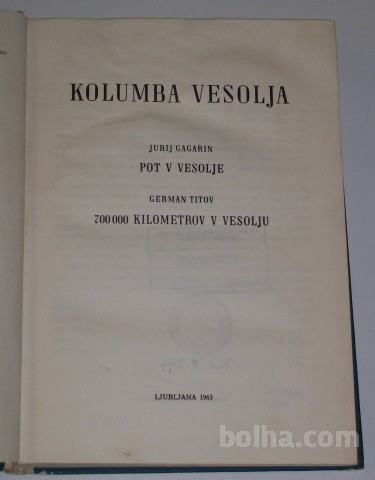 KOLUMBA VESOLJA
JURIJ GAGARIN
POT V VESOLJE
GERMAN TITOV
700 000 KILOMETROV V VESOLJU
LJUBLJANA 1963
bolha.com